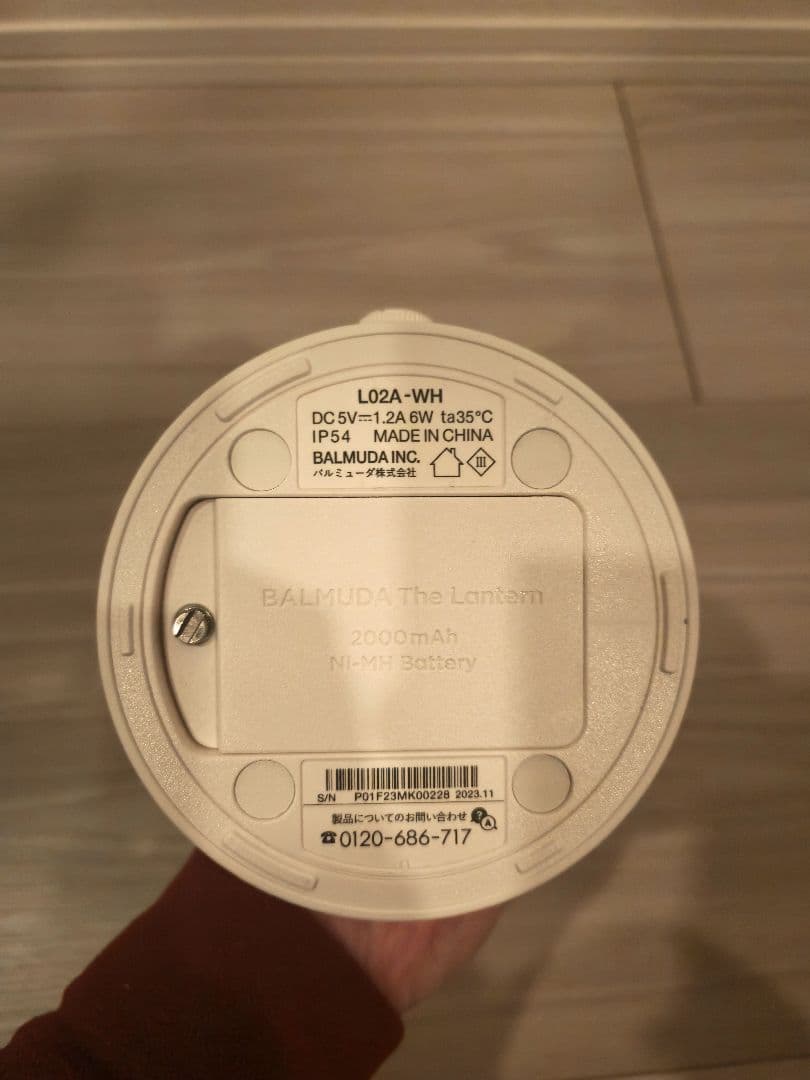 L02A-WH
DC 5V⎓1.2A 6W ta35°C
IP54 MADE IN CHINA
BALMUDA INC.
バルミューダ株式会社
III
BALMUDA The Lantern
2000mAh
Ni-MH Battery
S/N P01F23MK00228 2023.11
製品についてのお問い合わせ ? A
☎0120-686-717